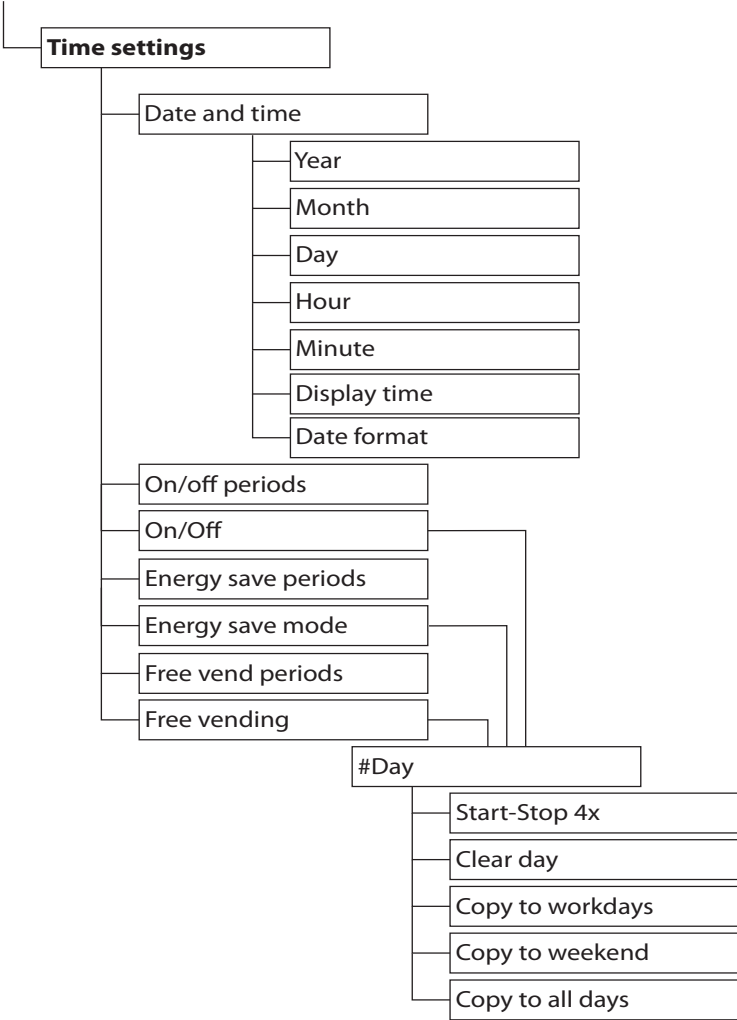 Time settings
Date and time
Year
Month
Day
Hour
Minute
Display time
Date format
On/off periods
On/Off
Energy save periods
Energy save mode
Free vend periods
Free vending
#Day
Start-Stop 4x
Clear day
Copy to workdays
Copy to weekend
Copy to all days